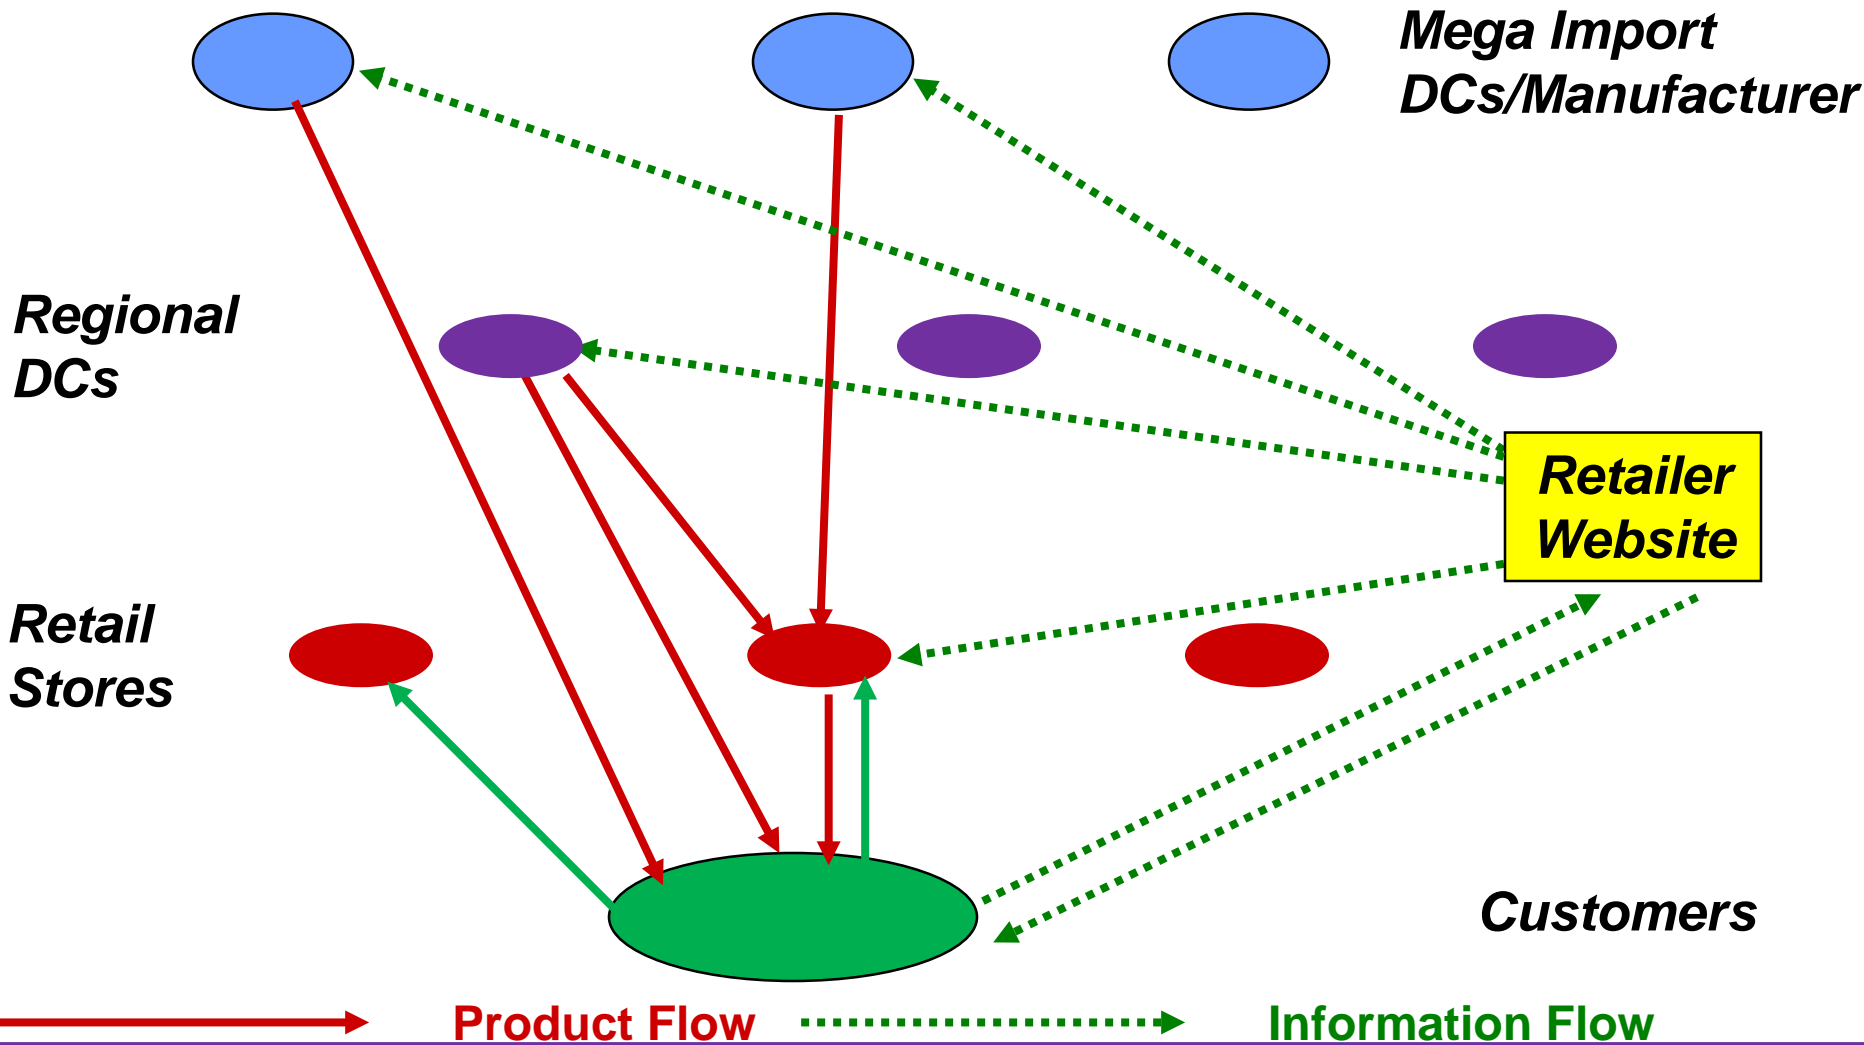 Mega Import
DCs/Manufacturer
Regional
DCs
Retailer
Website
Retail
Stores
Customers
Product Flow
Information Flow